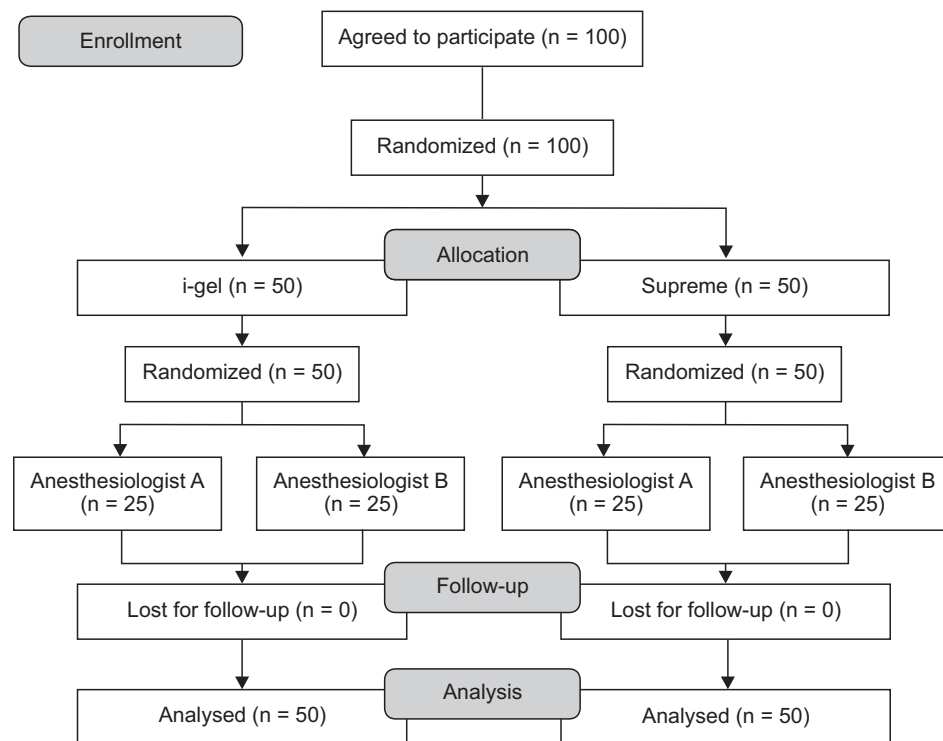 Enrollment
Agreed to participate (n = 100)
Randomized (n = 100)
Allocation
i-gel (n = 50)
Supreme (n = 50)
Randomized (n = 50)
Randomized (n = 50)
Anesthesiologist A
(n = 25)
Anesthesiologist B
(n = 25)
Anesthesiologist A
(n = 25)
Anesthesiologist B
(n = 25)
Follow-up
Lost for follow-up (n = 0)
Lost for follow-up (n = 0)
Analysis
Analysed (n = 50)
Analysed (n = 50)